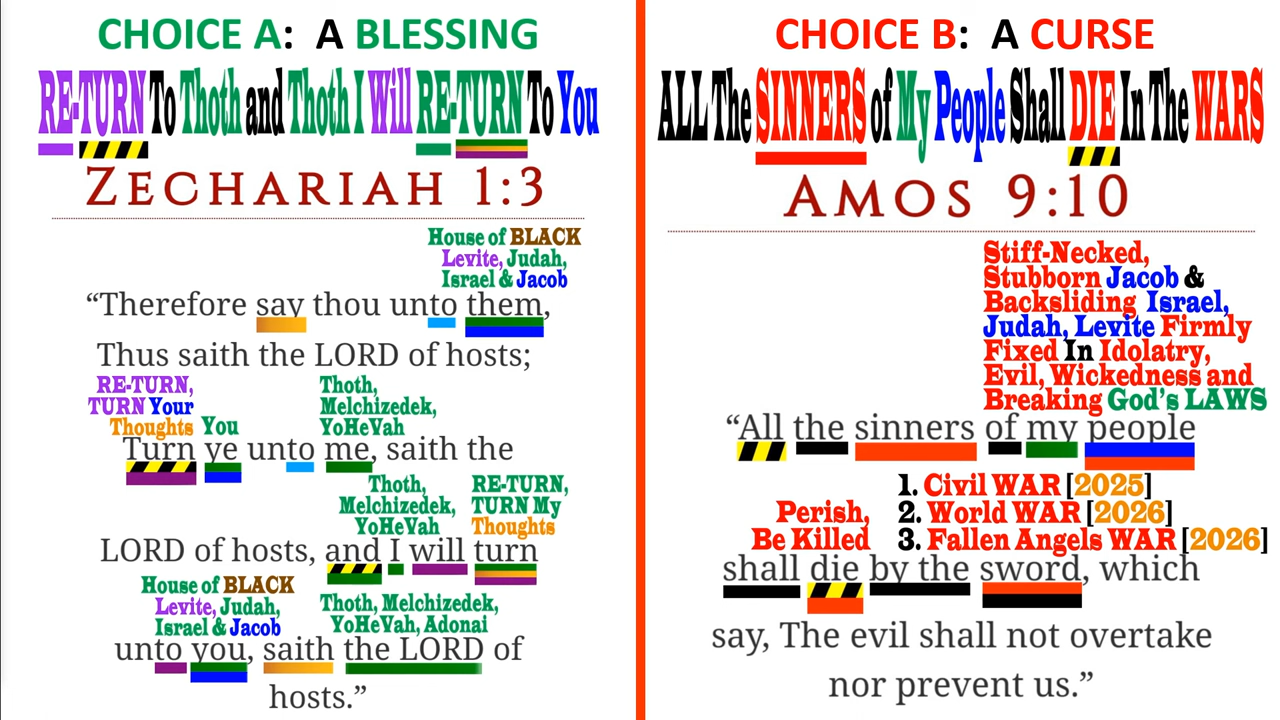 CHOICE A: A BLESSING
RE-TURN To Thoth and Thoth I Will RE-TURN To You
ZECHARIAH 1:3
House of BLACK
Levite, Judah,
Israel & Jacob
“Therefore say thou unto them,
Thus saith the LORD of hosts;
RE-TURN,
TURN Your
Thoughts
You
Thoth,
Melchizedek,
YoHeVah
Turn ye unto me, saith the
Thoth,
Melchizedek,
YoHeVah
RE-TURN,
TURN My
Thoughts
LORD of hosts, and I will turn
House of BLACK
Levite, Judah,
Israel & Jacob
Thoth, Melchizedek,
YoHeVah, Adonai
unto you, saith the LORD of
hosts.”
CHOICE B: A CURSE
ALL The SINNERS of My People Shall DIE In The WARS
AMOS 9:10
Stiff-Necked,
Stubborn Jacob &
Backsliding Israel,
Judah, Levite Firmly
Fixed In Idolatry,
Evil, Wickedness and
Breaking God's LAWS
“All the sinners of my people
Perish,
Be Killed
1. Civil WAR [2025]
2. World WAR [2026]
3. Fallen Angels WAR [2026]
shall die by the sword, which
say, The evil shall not overtake
nor prevent us.”